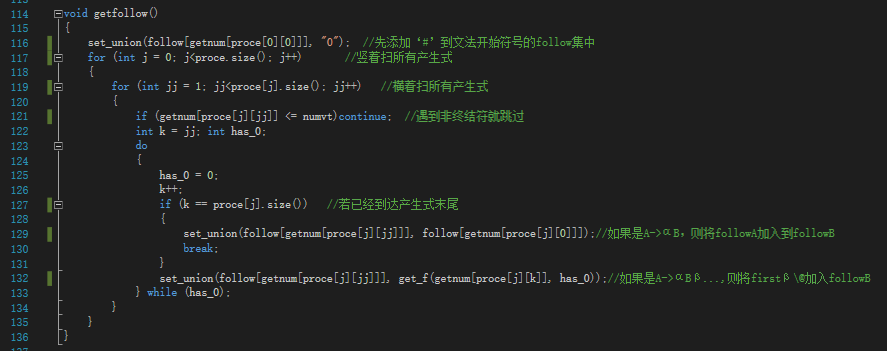 114 void getfollow()
115 {
116 set_union(follow[getnum[proce[0][0]]], "0"); //先添加‘#’到文法开始符号的follow集中
117 for (int j = 0; j<proce.size(); j++) //竖着扫所有产生式
118 {
119 for (int jj = 1; jj<proce[j].size(); jj++) //横着扫所有产生式
120 {
121 if (getnum[proce[j][jj]] <= numvt)continue; //遇到非终结符就跳过
122 int k = jj; int has_0;
123 do
124 {
125 has_0 = 0;
126 k++;
127 if (k == proce[j].size()) //若已经到达产生式末尾
128 {
129 set_union(follow[getnum[proce[j][jj]]], follow[getnum[proce[j][0]]]);//如果是A->αB，则将followA加入到followB
130 break;
131 }
132 set_union(follow[getnum[proce[j][jj]]], get_f(getnum[proce[j][k]], has_0));//如果是A->αBβ...,则将firstβ\@加入followB
133 } while (has_0);
134 }
135 }
136 }